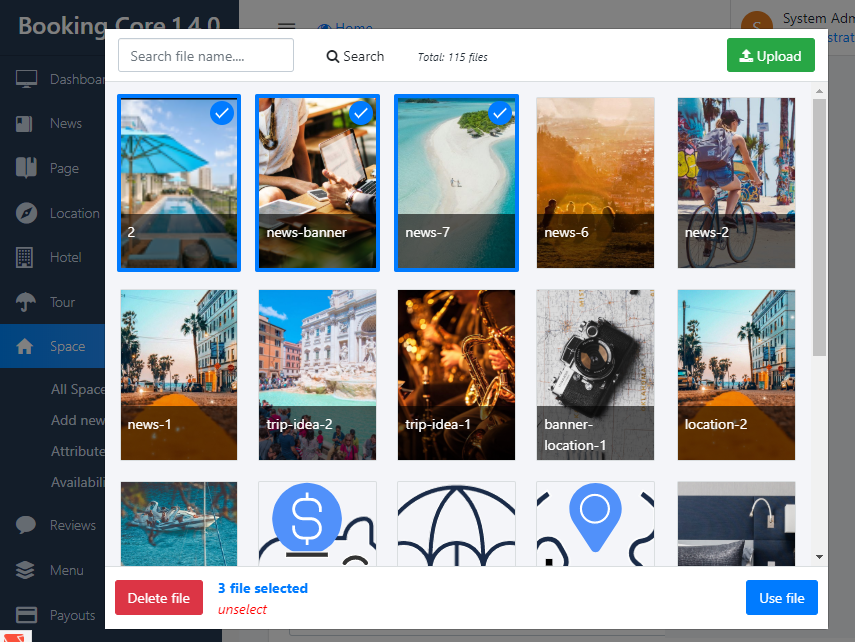 Booking Core 1.4.0
Home
System Adm
Search file name....
Search
Total: 115 files
Upload
Dashboar
News
Page
Location
Hotel
Tour
Space
All Space
Add new
Attribute
Availabili
Reviews
Menu
Payouts
2
news-banner
news-7
news-6
news-2
news-1
trip-idea-2
trip-idea-1
banner-
location-1
location-2
Delete file
3 file selected
unselect
Use file